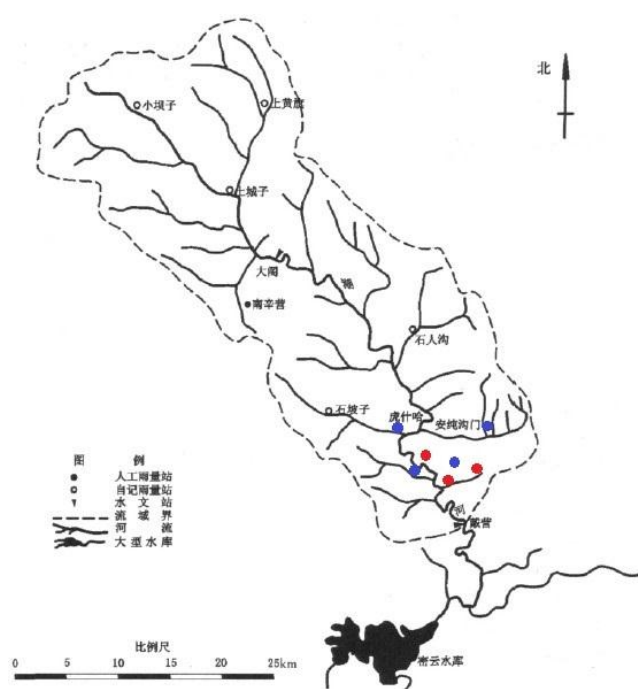 北
小坝子
上黄旗
上城子
大阁
潮
南辛营
石人沟
石坡子
虎什哈
安纯沟门
河
戴营
图 例
人工雨量站
自记雨量站
水文站
流域界
河流
大型水库
比例尺
0 5 10 15 20 25km
密云水库